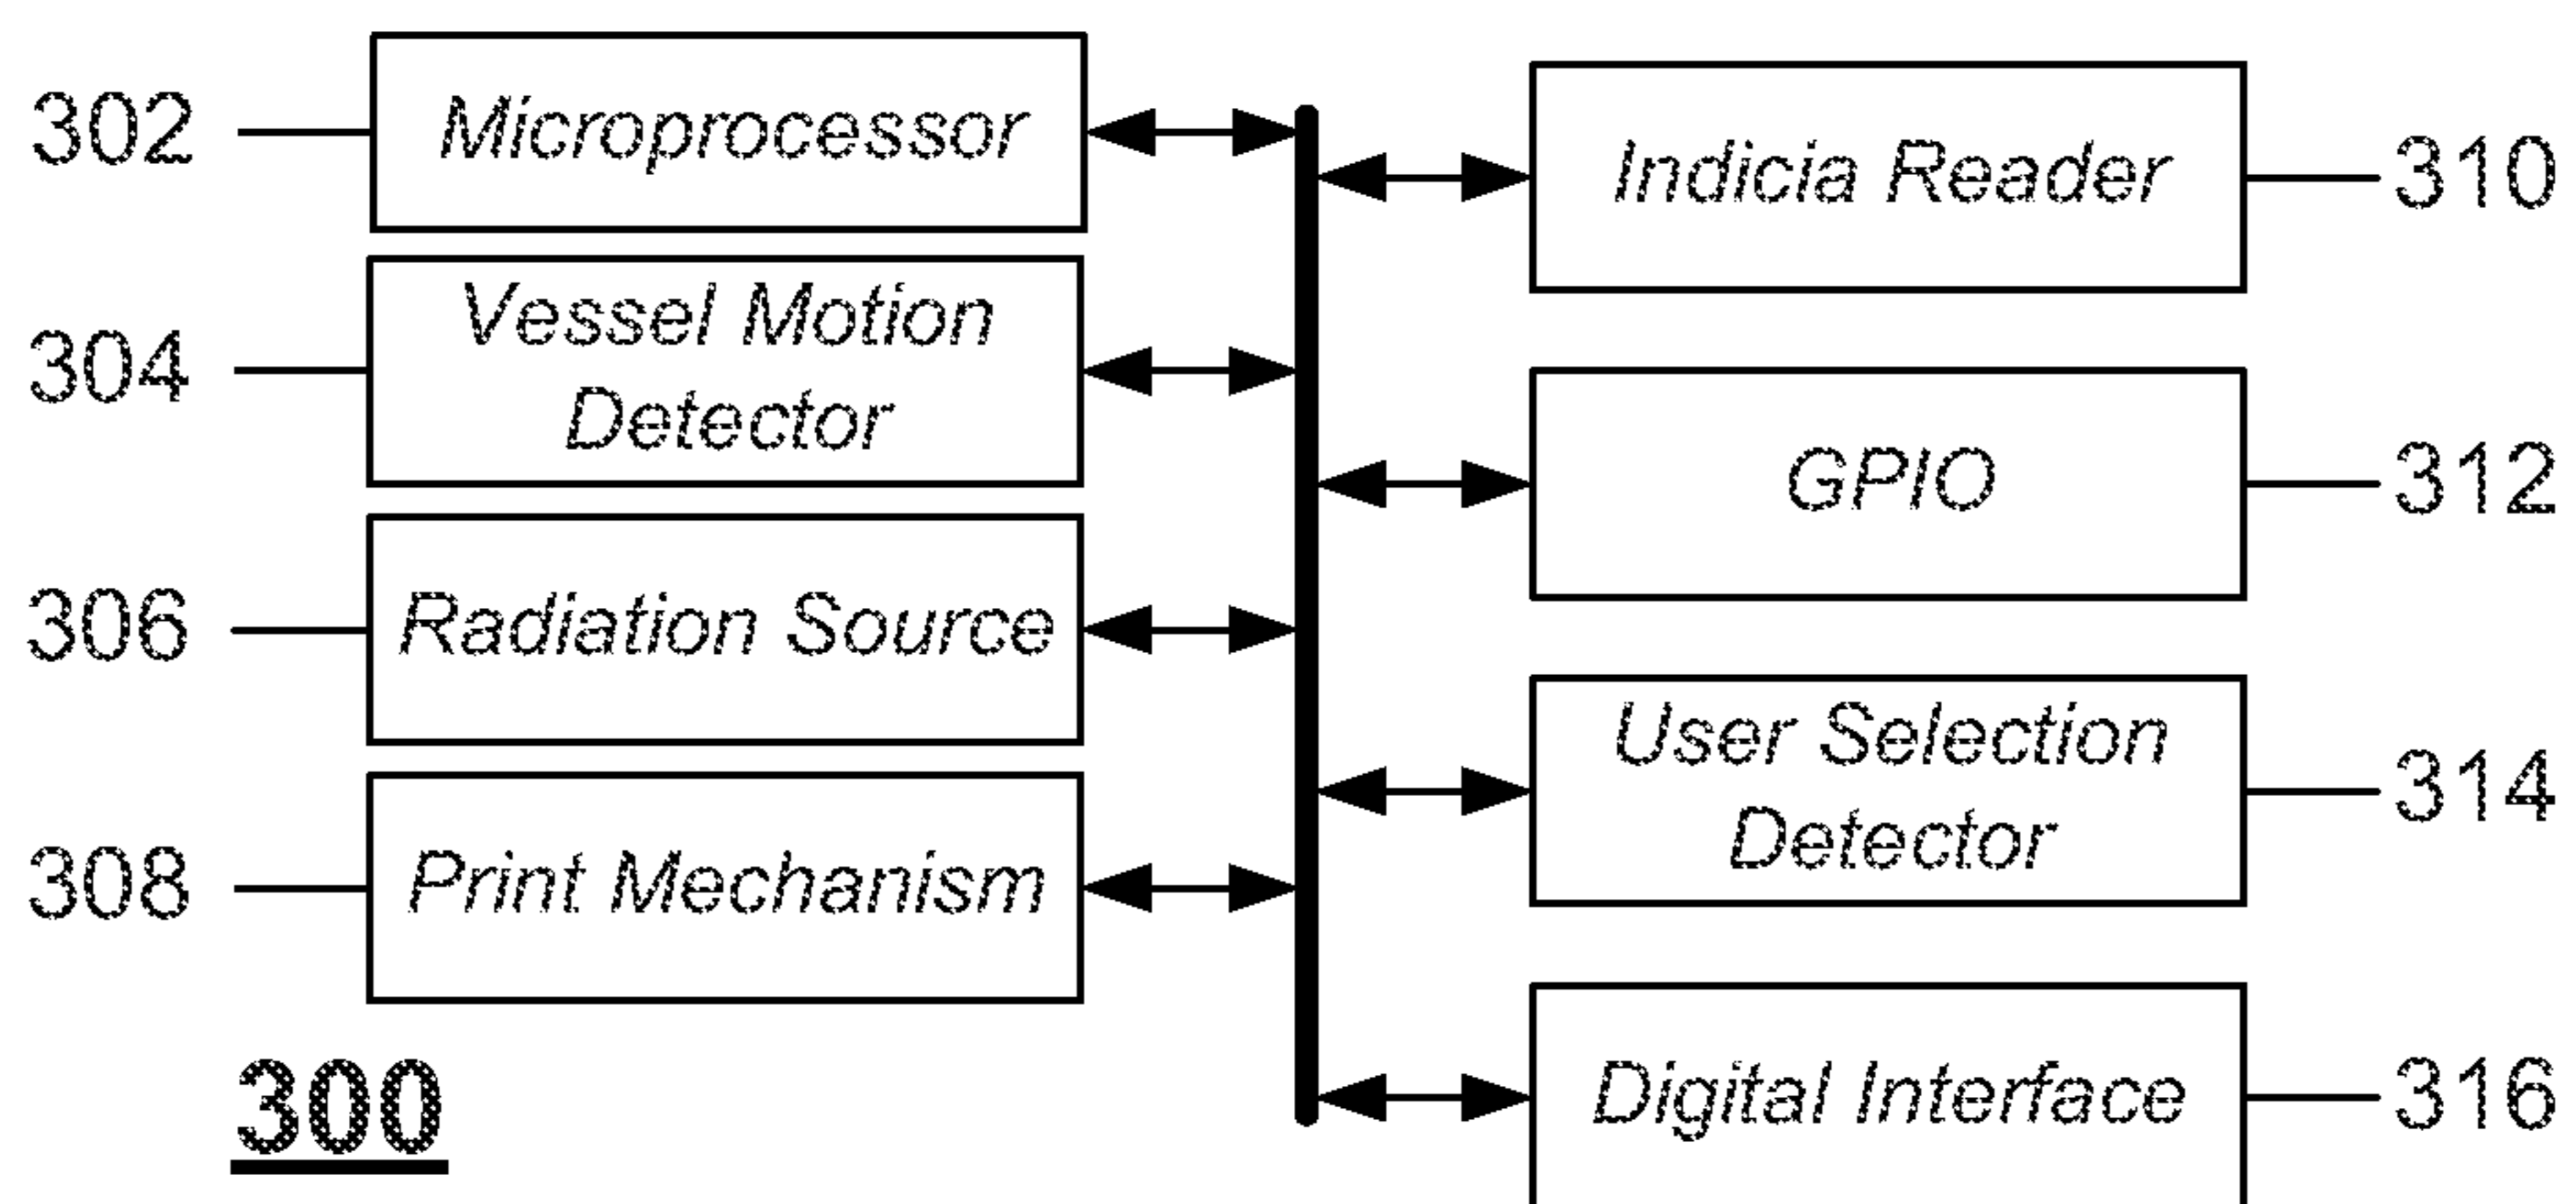 302
Microprocessor
304
Vessel Motion
Detector
306
Radiation Source
308
Print Mechanism
300
Indicia Reader
310
GPIO
312
User Selection
Detector
314
Digital Interface
316